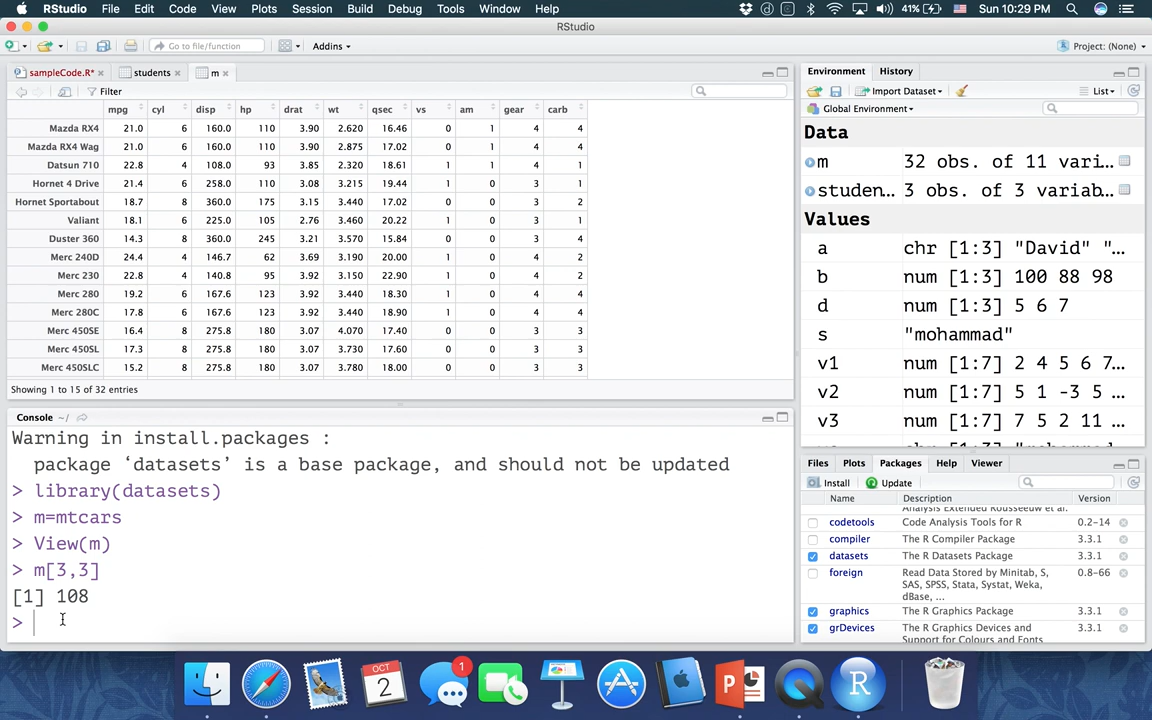 RStudio File Edit Code View Plots Session Build Debug Tools Window Help 41% Sun 10:29 PM
RStudio
Go to file/function Addins Project: (None)
sampleCode.R* students m
Filter
mpg cyl disp hp drat wt qsec vs am gear carb
Mazda RX4 21.0 6 160.0 110 3.90 2.620 16.46 0 1 4 4
Mazda RX4 Wag 21.0 6 160.0 110 3.90 2.875 17.02 0 1 4 4
Datsun 710 22.8 4 108.0 93 3.85 2.320 18.61 1 1 4 1
Hornet 4 Drive 21.4 6 258.0 110 3.08 3.215 19.44 1 0 3 1
Hornet Sportabout 18.7 8 360.0 175 3.15 3.440 17.02 0 0 3 2
Valiant 18.1 6 225.0 105 2.76 3.460 20.22 1 0 3 1
Duster 360 14.3 8 360.0 245 3.21 3.570 15.84 0 0 3 4
Merc 240D 24.4 4 146.7 62 3.69 3.190 20.00 1 0 4 2
Merc 230 22.8 4 140.8 95 3.92 3.150 22.90 1 0 4 2
Merc 280 19.2 6 167.6 123 3.92 3.440 18.30 1 0 4 4
Merc 280C 17.8 6 167.6 123 3.92 3.440 18.90 1 0 4 4
Merc 450SE 16.4 8 275.8 180 3.07 4.070 17.40 0 0 3 3
Merc 450SL 17.3 8 275.8 180 3.07 3.730 17.60 0 0 3 3
Merc 450SLC 15.2 8 275.8 180 3.07 3.780 18.00 0 0 3 3
Showing 1 to 15 of 32 entries
Console ~/
Warning in install.packages :
package ‘datasets’ is a base package, and should not be updated
> library(datasets)
> m=mtcars
> View(m)
> m[3,3]
[1] 108
>
Environment History
Import Dataset List
Global Environment
Data
m 32 obs. of 11 vari...
studen... 3 obs. of 3 variab...
Values
a chr [1:3] "David" "...
b num [1:3] 100 88 98
d num [1:3] 5 6 7
s "mohammad"
v1 num [1:7] 2 4 5 6 7...
v2 num [1:7] 5 1 -3 5 ...
v3 num [1:7] 7 5 2 11 ...
Files Plots Packages Help Viewer
Install Update
Name Description Version
Analysis Extended Rousseeuw et al.
codetools Code Analysis Tools for R 0.2-14
compiler The R Compiler Package 3.3.1
datasets The R Datasets Package 3.3.1
foreign Read Data Stored by Minitab, S, 0.8-66
SAS, SPSS, Stata, Systat, Weka,
dBase, ...
graphics The R Graphics Package 3.3.1
grDevices The R Graphics Devices and 3.3.1
Support for Colours and Fonts
OCT
2
1
P
R